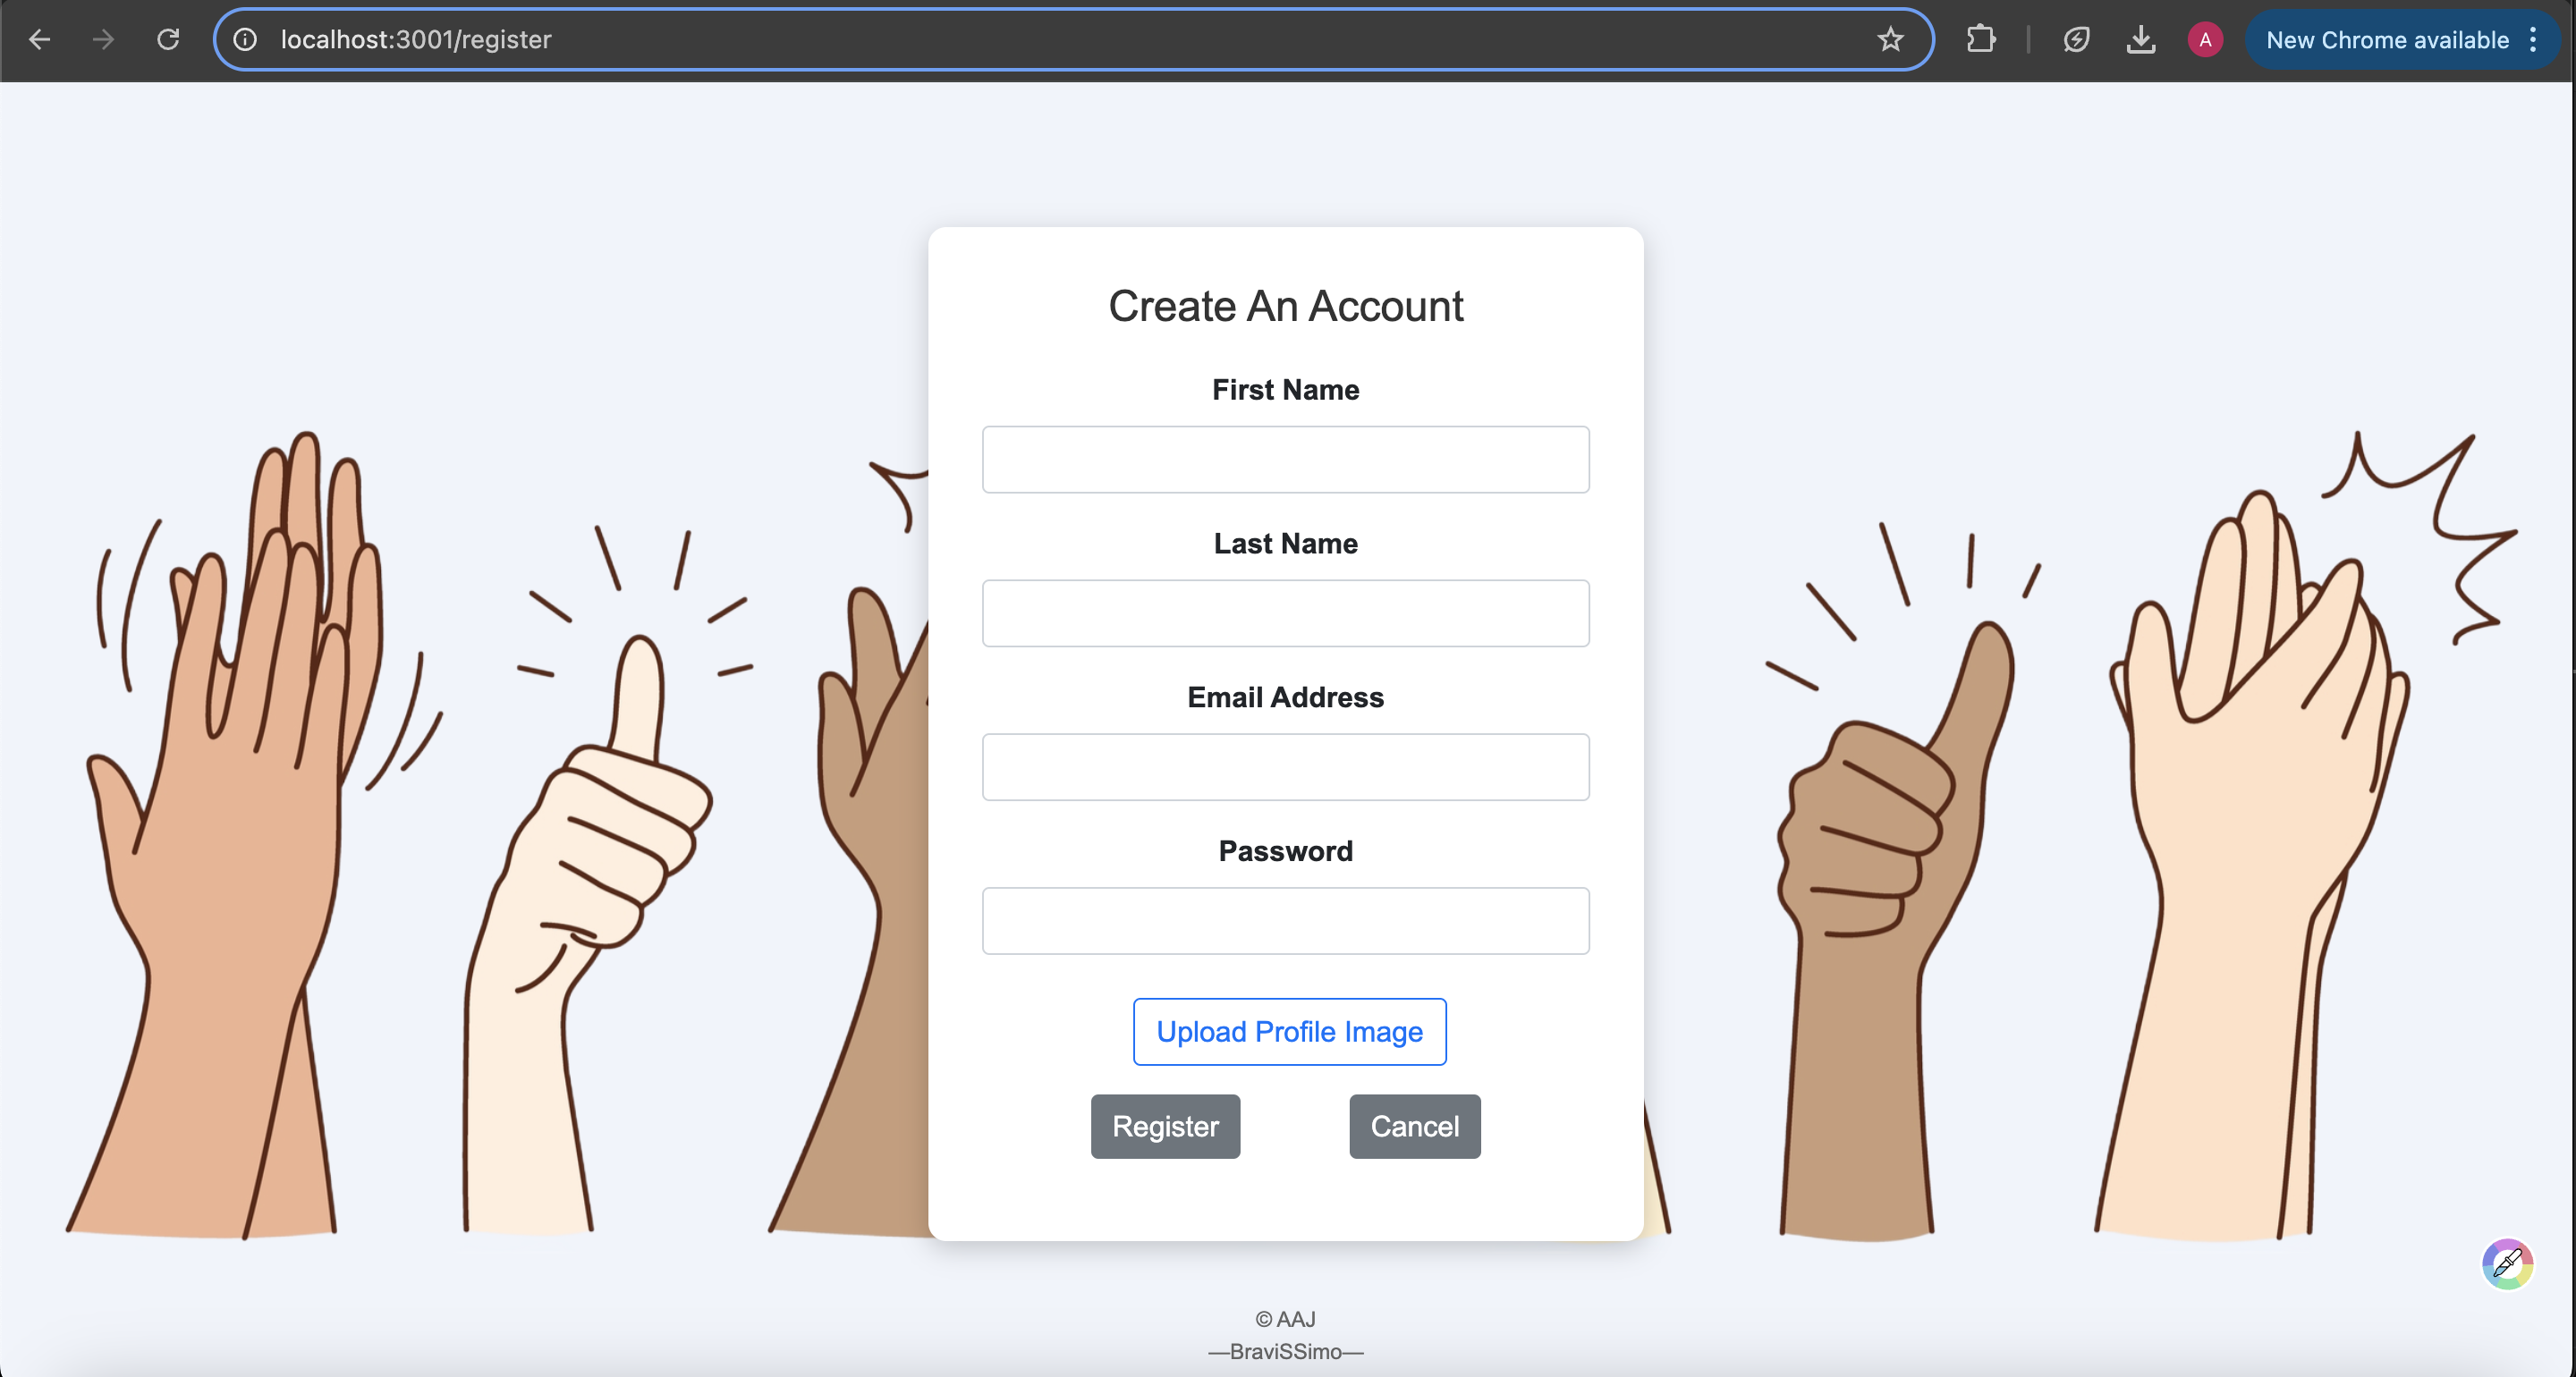 localhost:3001/register
A
New Chrome available
Create An Account
First Name
Last Name
Email Address
Password
Upload Profile Image
Register
Cancel
© AAJ
—BraviSSimo—